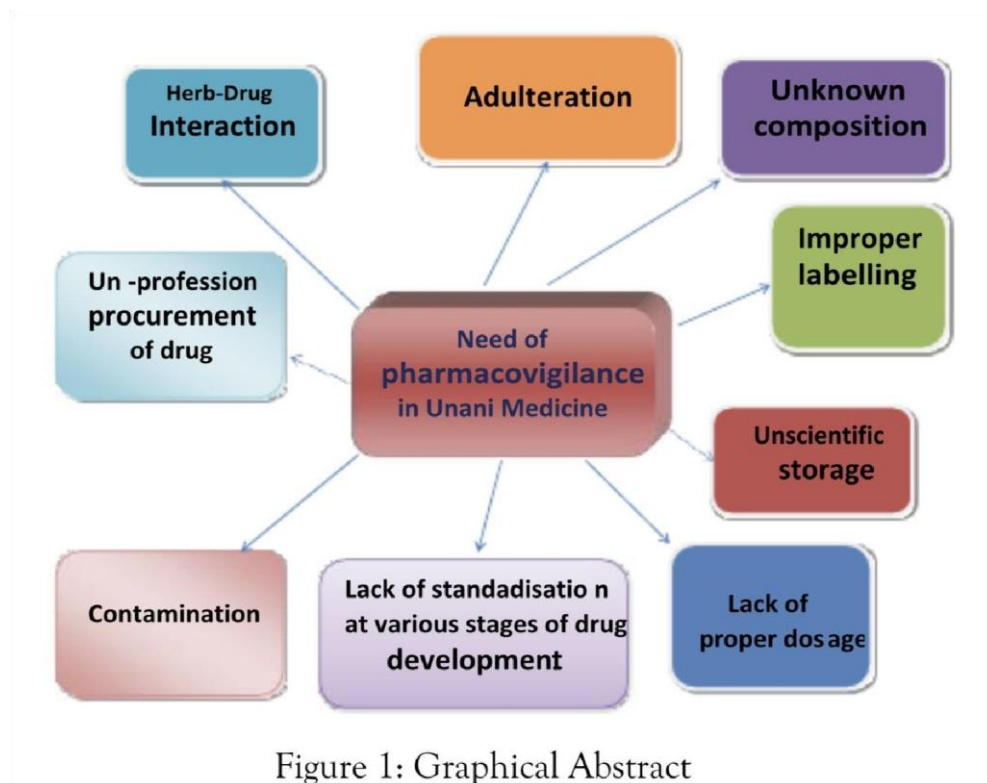 Herb-Drug
Interaction
Adulteration
Unknown
composition
Un -profession
procurement
of drug
Need of
pharmacovigilance
in Unani Medicine
Improper
labelling
Unscientific
storage
Contamination
Lack of standadisatio n
at various stages of drug
development
Lack of
proper dosage
Figure 1: Graphical Abstract